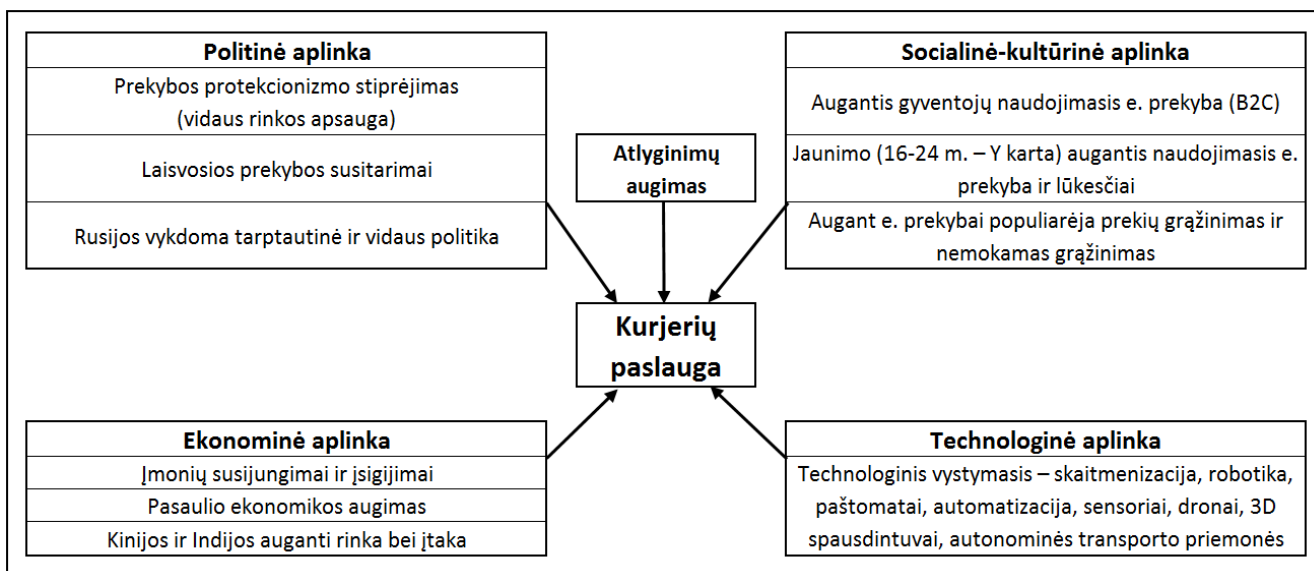 Politinė aplinka
Prekybos protekcionizmo stiprėjimas
(vidaus rinkos apsauga)
Laisvosios prekybos susitarimai
Rusijos vykdoma tarptautinė ir vidaus politika
Atlyginimų
augimas
Socialinė-kultūrinė aplinka
Augantis gyventojų naudojimasis e. prekyba (B2C)
Jaunimo (16-24 m. – Y karta) augantis naudojimasis e.
prekyba ir lūkesčiai
Augant e. prekybai populiarėja prekių grąžinimas ir
nemokamas grąžinimas
Kurjerių
paslauga
Ekonominė aplinka
Įmonių susijungimai ir įsigijimai
Pasaulio ekonomikos augimas
Kinijos ir Indijos auganti rinka bei įtaka
Technologinė aplinka
Technologinis vystymasis – skaitmenizacija, robotika,
paštomatai, automatizacija, sensoriai, dronai, 3D
spausdintuvai, autonominės transporto priemonės